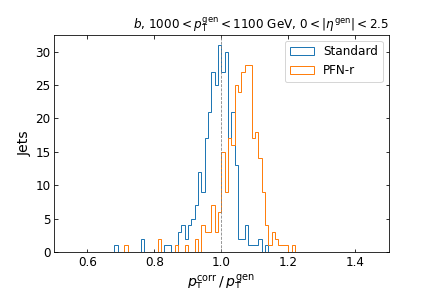 b, 1000 < p_T^gen < 1100 GeV, 0 < |η^gen| < 2.5
Standard
PFN-r
Jets
30
25
20
15
10
5
0
0.6 0.8 1.0 1.2 1.4
p_T^corr / p_T^gen